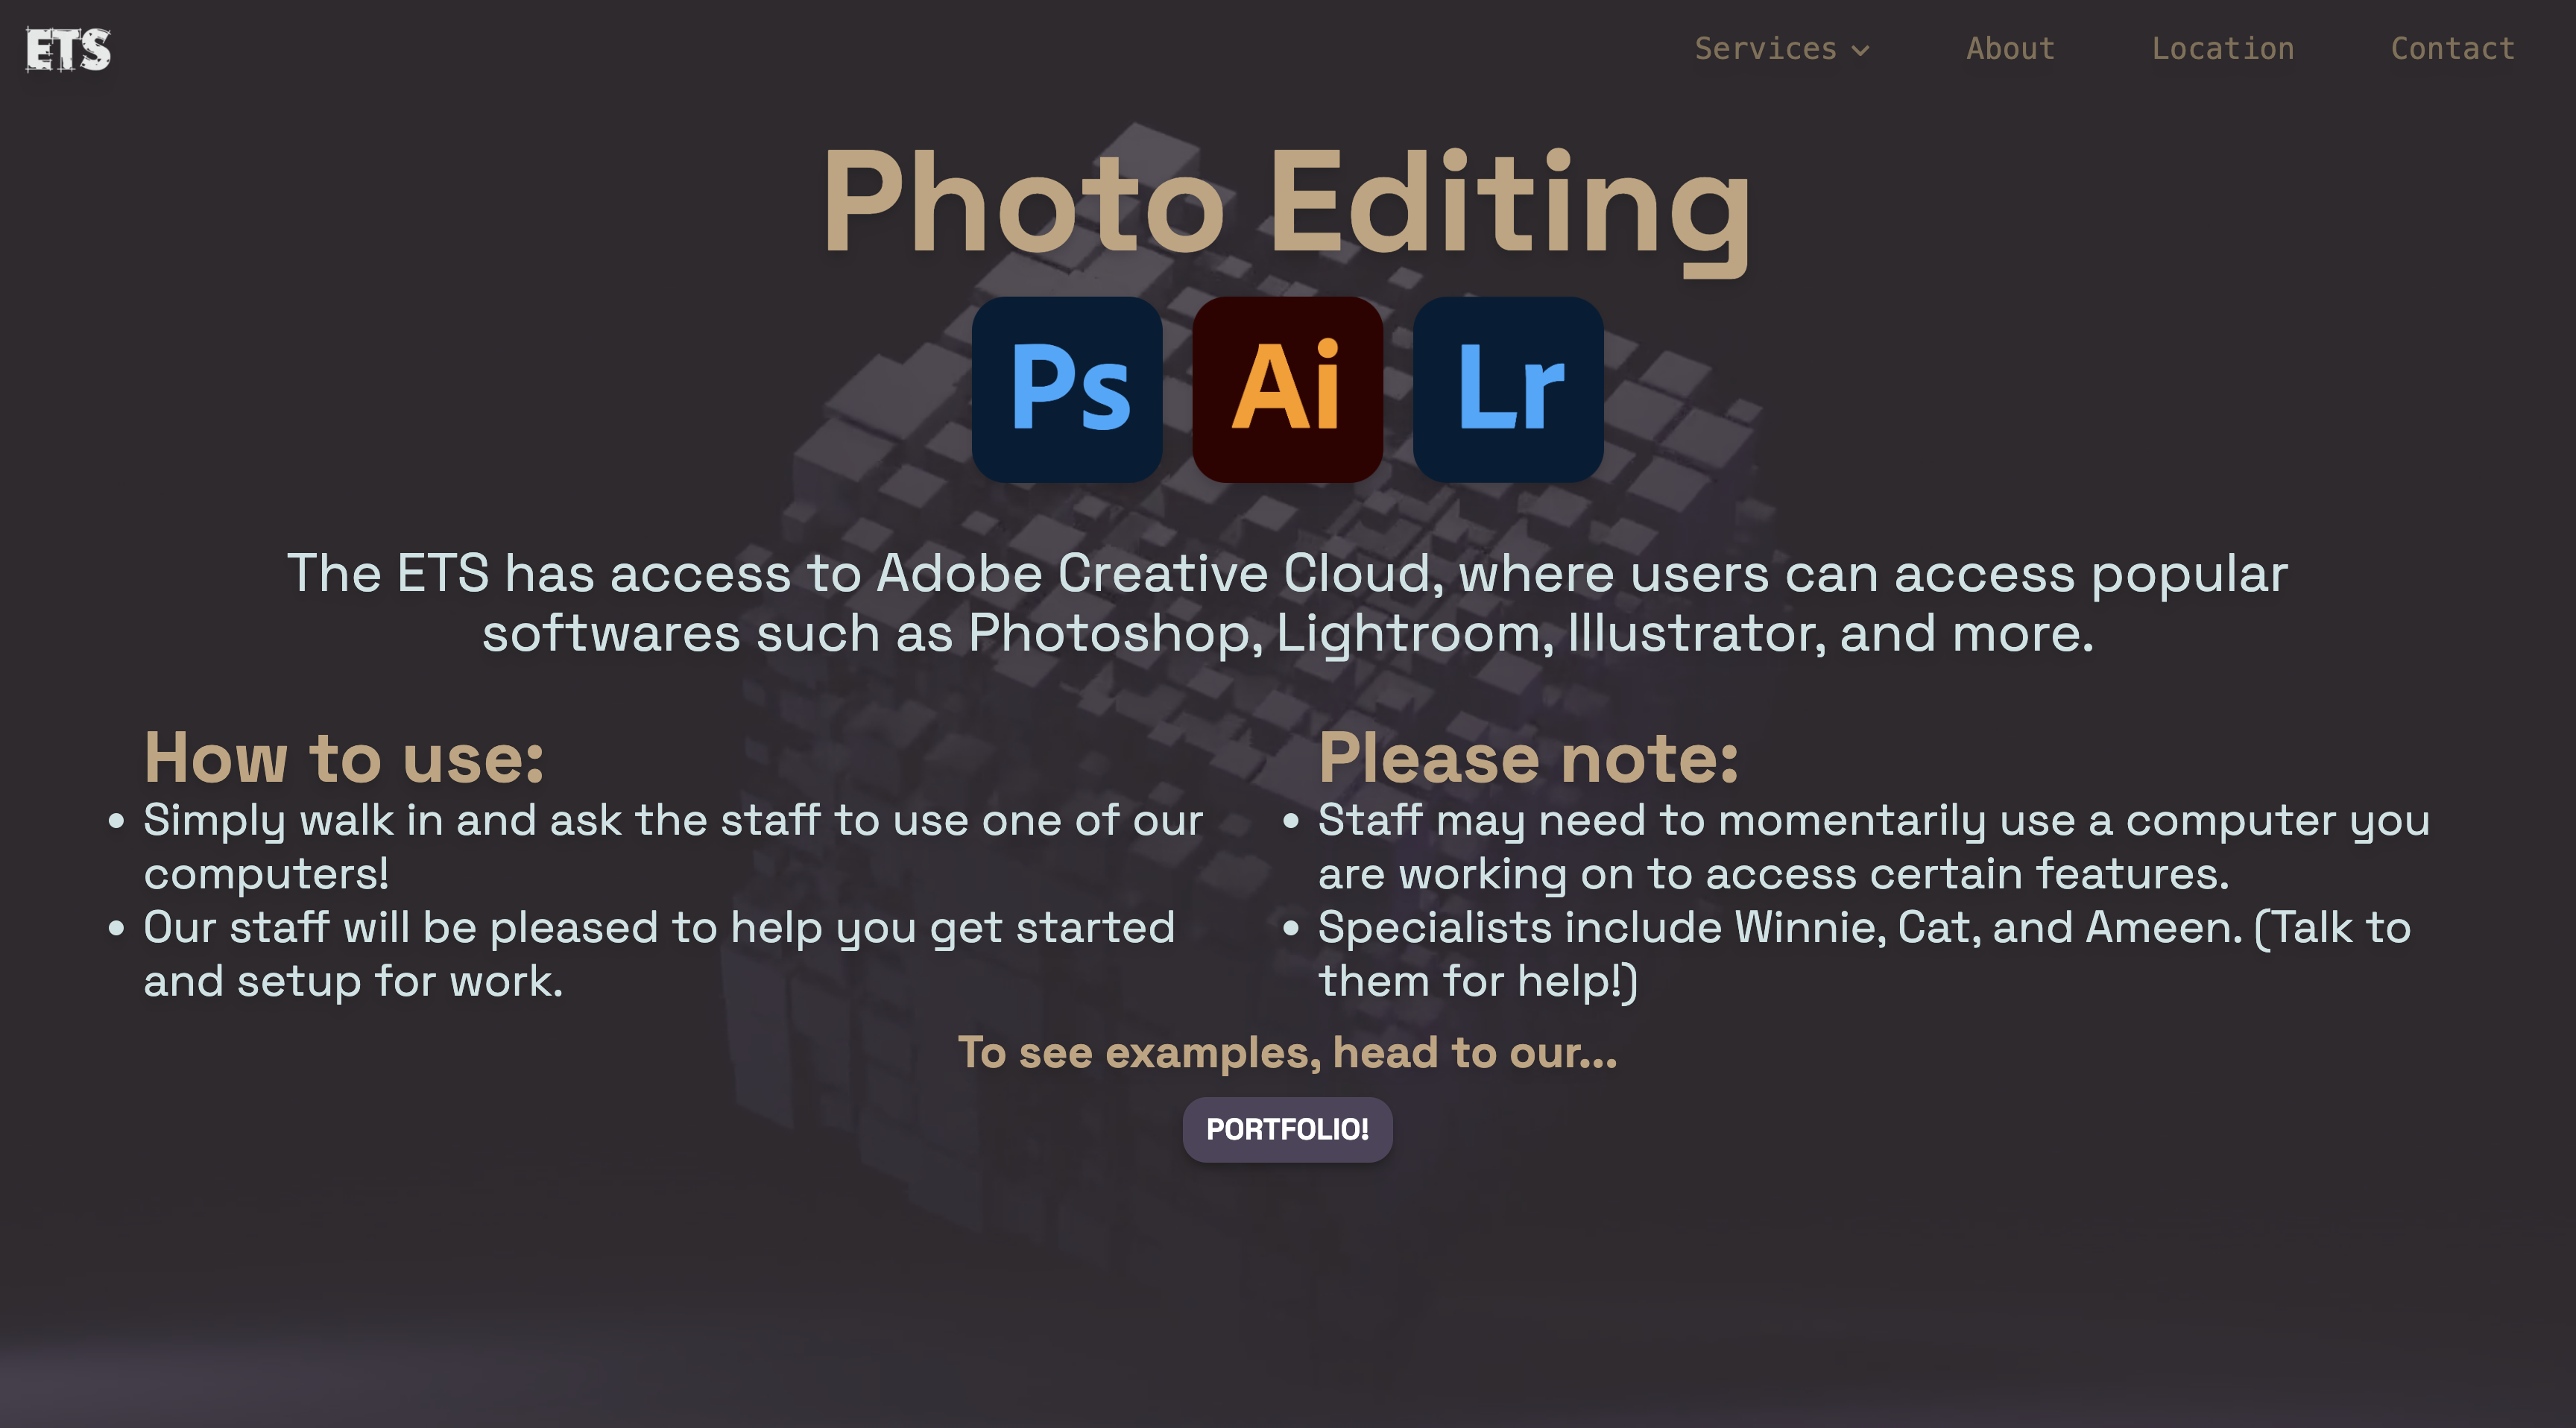 ETS
Services
About
Location
Contact
Photo Editing
Ps
Ai
Lr
The ETS has access to Adobe Creative Cloud, where users can access popular
softwares such as Photoshop, Lightroom, Illustrator, and more.
How to use:
• Simply walk in and ask the staff to use one of our
computers!
• Our staff will be pleased to help you get started
and setup for work.
Please note:
• Staff may need to momentarily use a computer you
are working on to access certain features.
• Specialists include Winnie, Cat, and Ameen. (Talk to
them for help!)
To see examples, head to our...
PORTFOLIO!